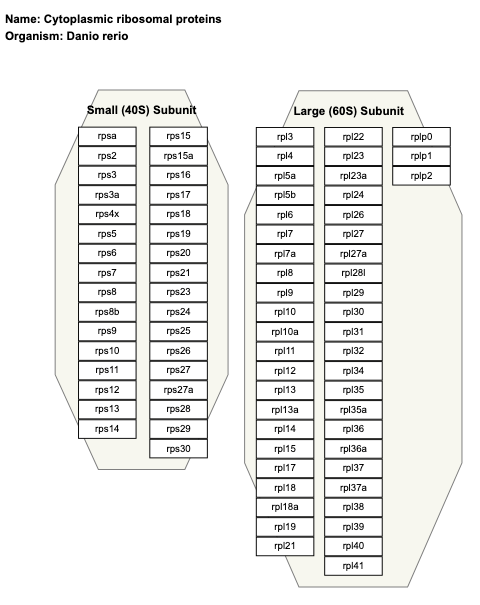 Name: Cytoplasmic ribosomal proteins
Organism: Danio rerio
Small (40S) Subunit
rpsa
rps2
rps3
rps3a
rps4x
rps5
rps6
rps7
rps8
rps8b
rps9
rps10
rps11
rps12
rps13
rps14
rps15
rps15a
rps16
rps17
rps18
rps19
rps20
rps21
rps23
rps24
rps25
rps26
rps27
rps27a
rps28
rps29
rps30
Large (60S) Subunit
rpl3
rpl4
rpl5a
rpl5b
rpl6
rpl7
rpl7a
rpl8
rpl9
rpl10
rpl10a
rpl11
rpl12
rpl13
rpl13a
rpl14
rpl15
rpl17
rpl18
rpl18a
rpl19
rpl21
rpl22
rpl23
rpl23a
rpl24
rpl26
rpl27
rpl27a
rpl28l
rpl29
rpl30
rpl31
rpl32
rpl34
rpl35
rpl35a
rpl36
rpl36a
rpl37
rpl37a
rpl38
rpl39
rpl40
rpl41
rplp0
rplp1
rplp2